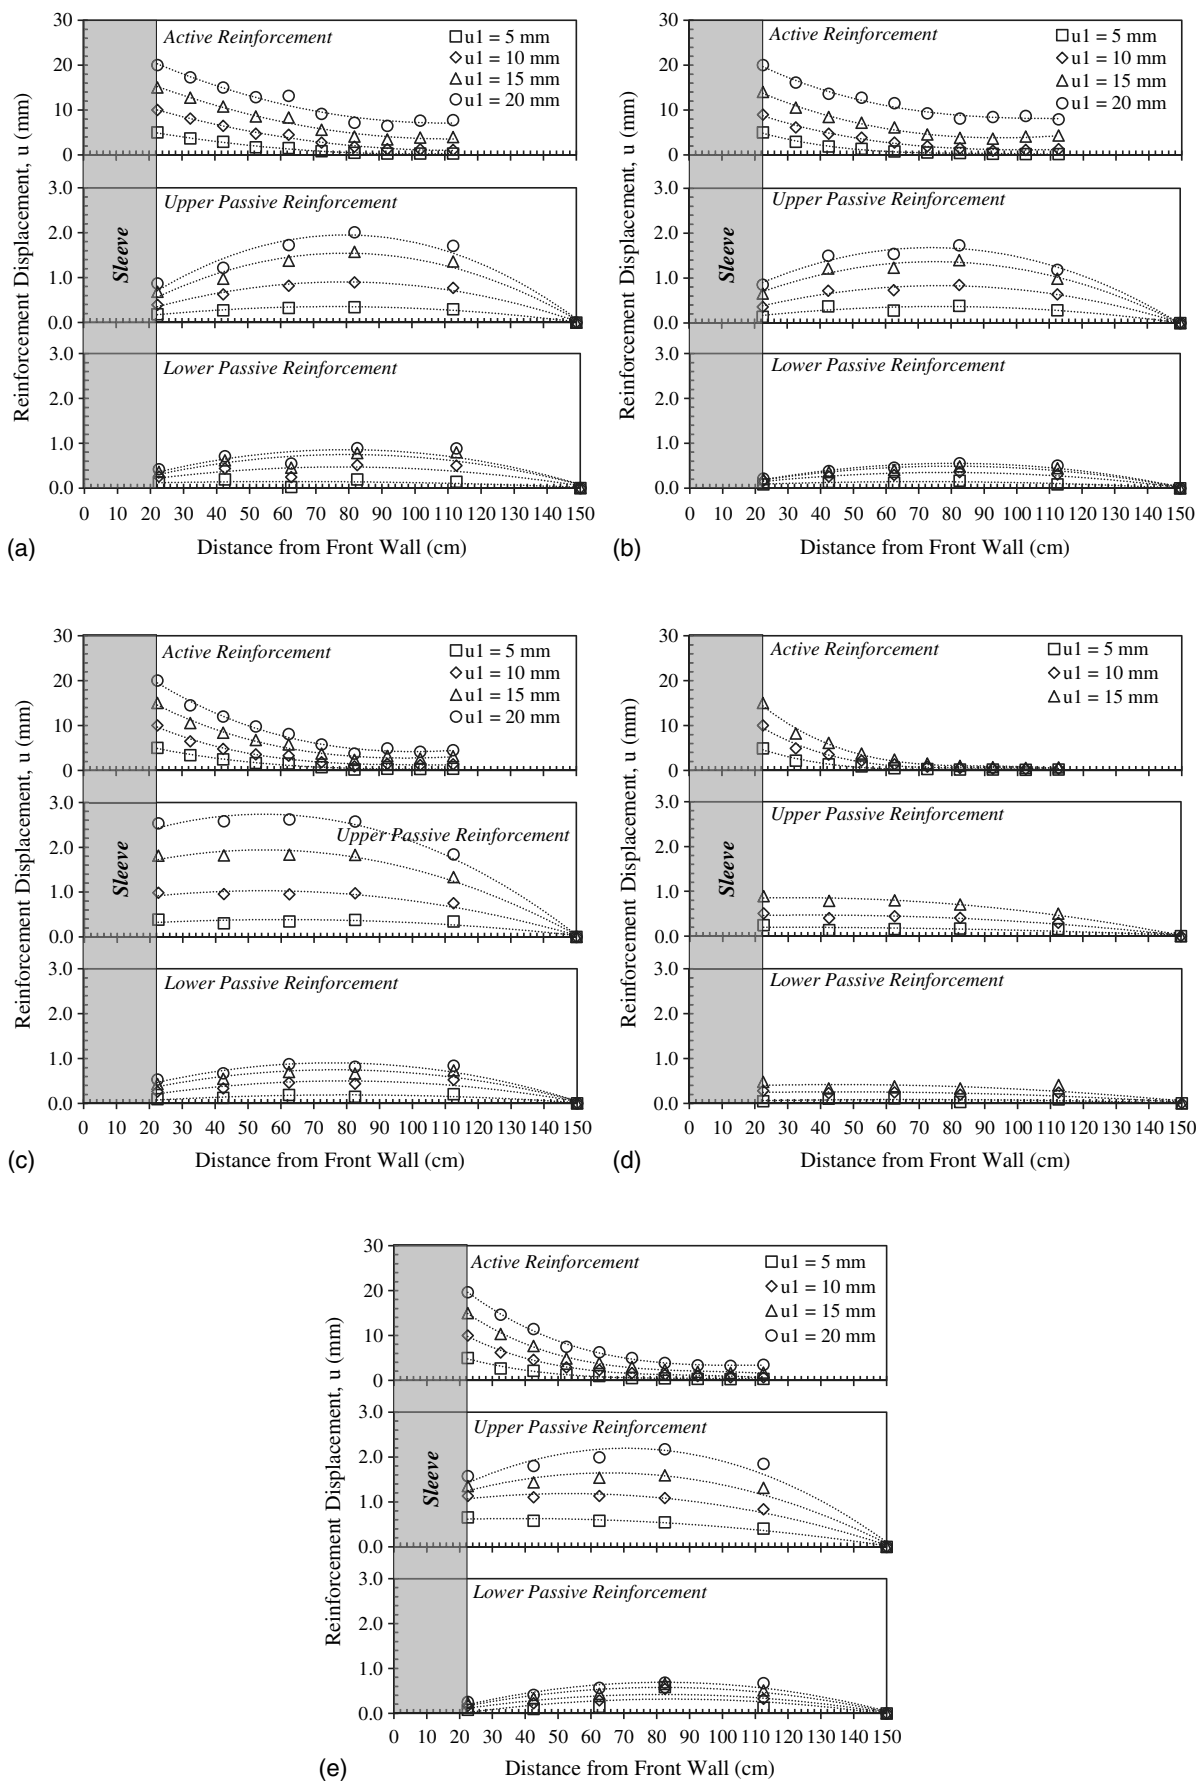 Reinforcement Displacement, u (mm)
30
20
10
0
Active Reinforcement
u1 = 5 mm
u1 = 10 mm
u1 = 15 mm
u1 = 20 mm
Sleeve
3.0
2.0
1.0
0.0
Upper Passive Reinforcement
3.0
2.0
1.0
0.0
Lower Passive Reinforcement
0 10 20 30 40 50 60 70 80 90 100 110 120 130 140 150
(a) Distance from Front Wall (cm)
Reinforcement Displacement, u (mm)
30
20
10
0
Active Reinforcement
u1 = 5 mm
u1 = 10 mm
u1 = 15 mm
u1 = 20 mm
Sleeve
3.0
2.0
1.0
0.0
Upper Passive Reinforcement
3.0
2.0
1.0
0.0
Lower Passive Reinforcement
0 10 20 30 40 50 60 70 80 90 100 110 120 130 140 150
(b) Distance from Front Wall (cm)
Reinforcement Displacement, u (mm)
30
20
10
0
Active Reinforcement
u1 = 5 mm
u1 = 10 mm
u1 = 15 mm
u1 = 20 mm
Sleeve
3.0
2.0
1.0
0.0
Upper Passive Reinforcement
3.0
2.0
1.0
0.0
Lower Passive Reinforcement
0 10 20 30 40 50 60 70 80 90 100 110 120 130 140 150
(c) Distance from Front Wall (cm)
Reinforcement Displacement, u (mm)
30
20
10
0
Active Reinforcement
u1 = 5 mm
u1 = 10 mm
u1 = 15 mm
Sleeve
3.0
2.0
1.0
0.0
Upper Passive Reinforcement
3.0
2.0
1.0
0.0
Lower Passive Reinforcement
0 10 20 30 40 50 60 70 80 90 100 110 120 130 140 150
(d) Distance from Front Wall (cm)
Reinforcement Displacement, u (mm)
30
20
10
0
Active Reinforcement
u1 = 5 mm
u1 = 10 mm
u1 = 15 mm
u1 = 20 mm
Sleeve
3.0
2.0
1.0
0.0
Upper Passive Reinforcement
3.0
2.0
1.0
0.0
Lower Passive Reinforcement
0 10 20 30 40 50 60 70 80 90 100 110 120 130 140 150
(e) Distance from Front Wall (cm)